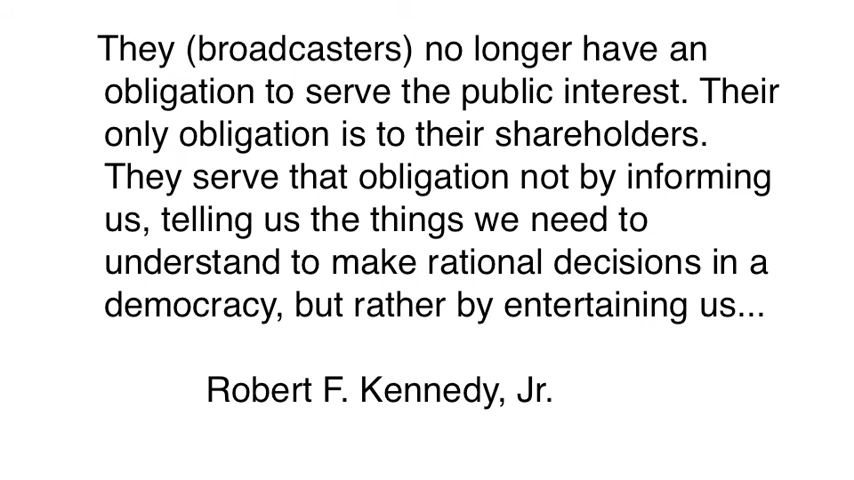 They (broadcasters) no longer have an
obligation to serve the public interest. Their
only obligation is to their shareholders.
They serve that obligation not by informing
us, telling us the things we need to
understand to make rational decisions in a
democracy, but rather by entertaining us...
Robert F. Kennedy, Jr.